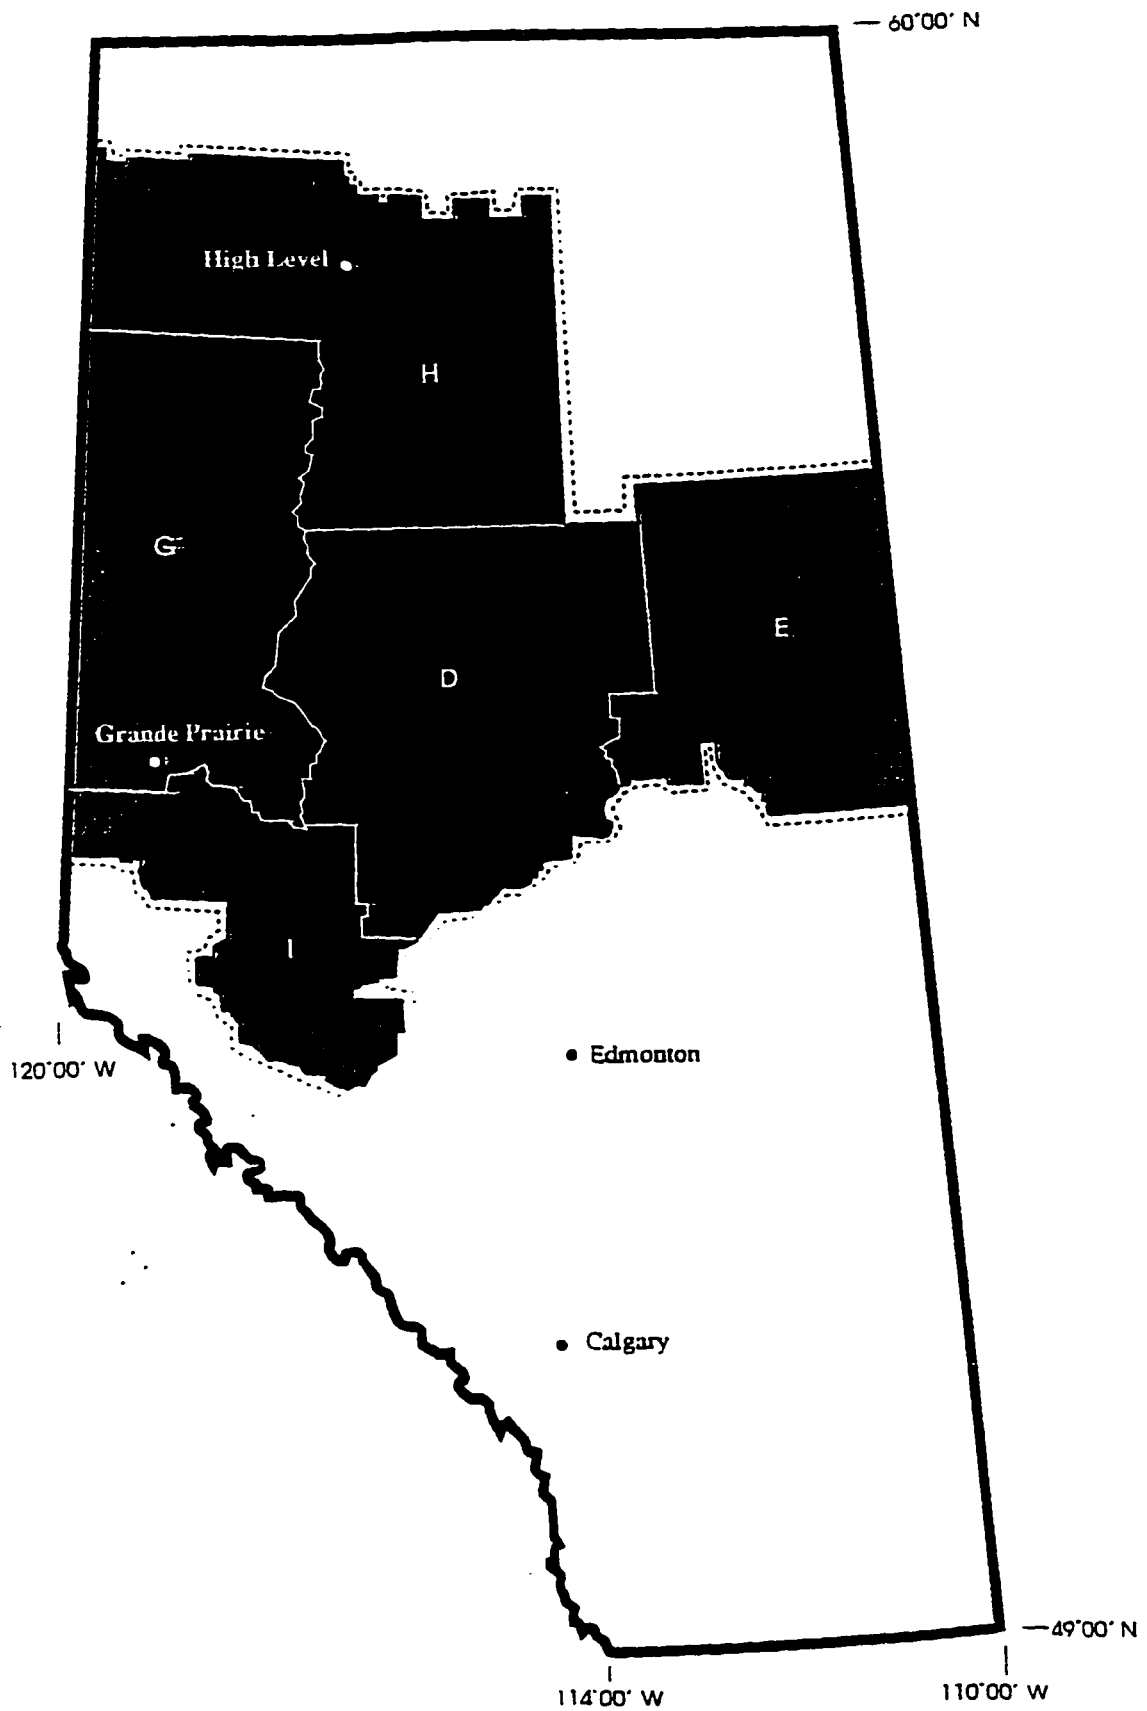 60°00' N
High Level
H
G
E
D
Grande Prairie
I
Edmonton
120°00' W
Calgary
49°00' N
114°00' W
110°00' W